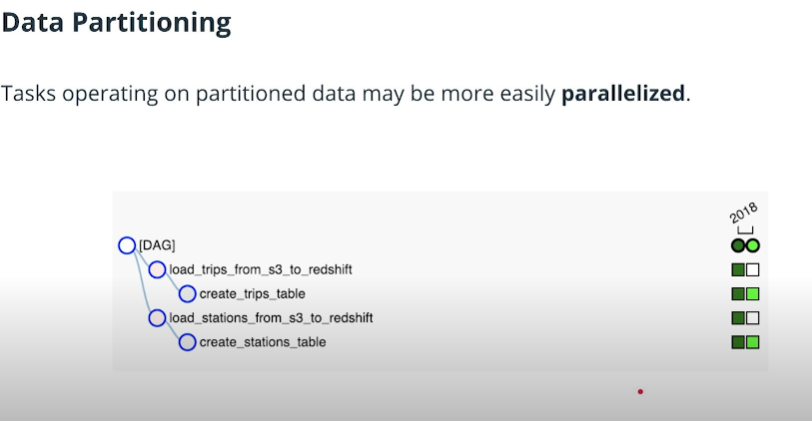 Data Partitioning
Tasks operating on partitioned data may be more easily parallelized.
2018
[DAG]
load_trips_from_s3_to_redshift
create_trips_table
load_stations_from_s3_to_redshift
create_stations_table